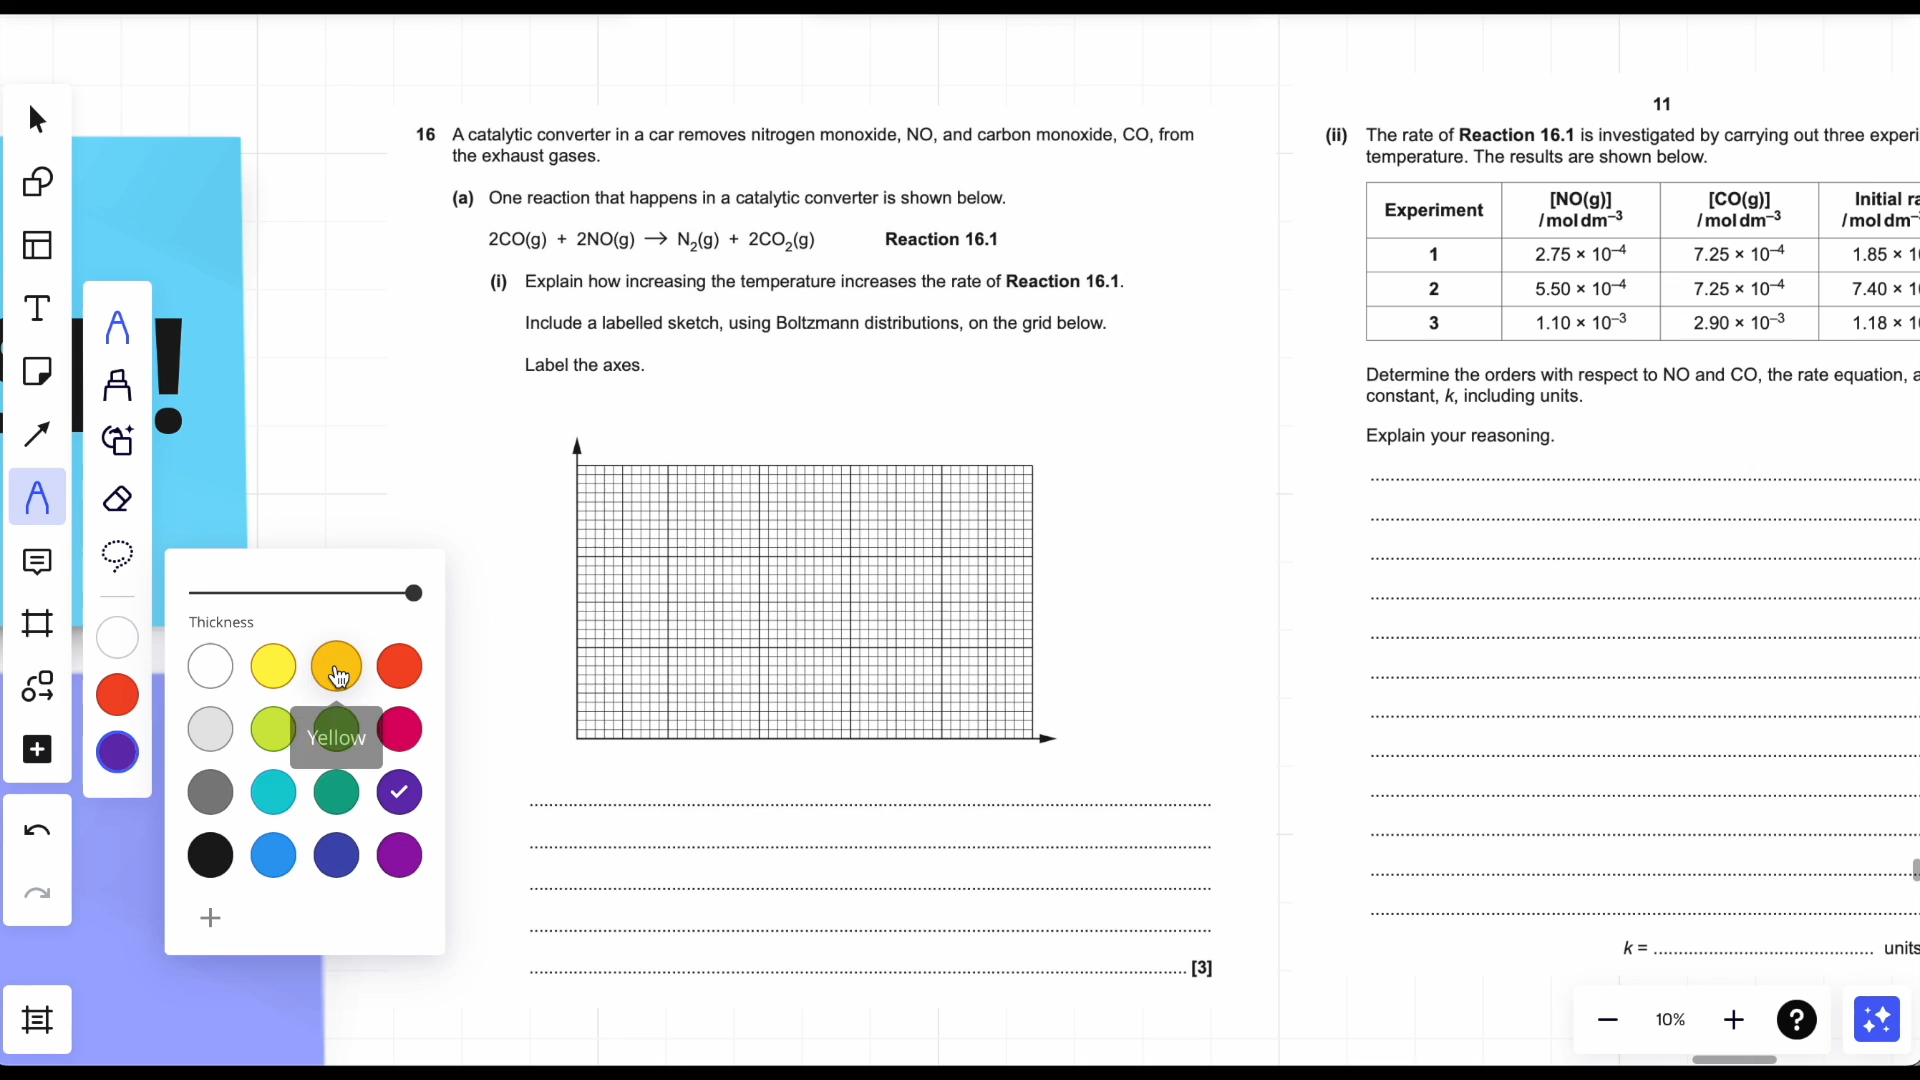 !
Thickness
Yellow
16 A catalytic converter in a car removes nitrogen monoxide, NO, and carbon monoxide, CO, from
the exhaust gases.
(a) One reaction that happens in a catalytic converter is shown below.
2CO(g) + 2NO(g) → N₂(g) + 2CO₂(g) Reaction 16.1
(i) Explain how increasing the temperature increases the rate of Reaction 16.1.
Include a labelled sketch, using Boltzmann distributions, on the grid below.
Label the axes.
[3]
11
(ii) The rate of Reaction 16.1 is investigated by carrying out three experi
temperature. The results are shown below.
Experiment [NO(g)] /mol dm⁻³ [CO(g)] /mol dm⁻³ Initial ra /mol dm⁻
1 2.75 × 10⁻⁴ 7.25 × 10⁻⁴ 1.85 × 1
2 5.50 × 10⁻⁴ 7.25 × 10⁻⁴ 7.40 × 1
3 1.10 × 10⁻³ 2.90 × 10⁻³ 1.18 × 1
Determine the orders with respect to NO and CO, the rate equation, a
constant, k, including units.
Explain your reasoning.
k = units
10%